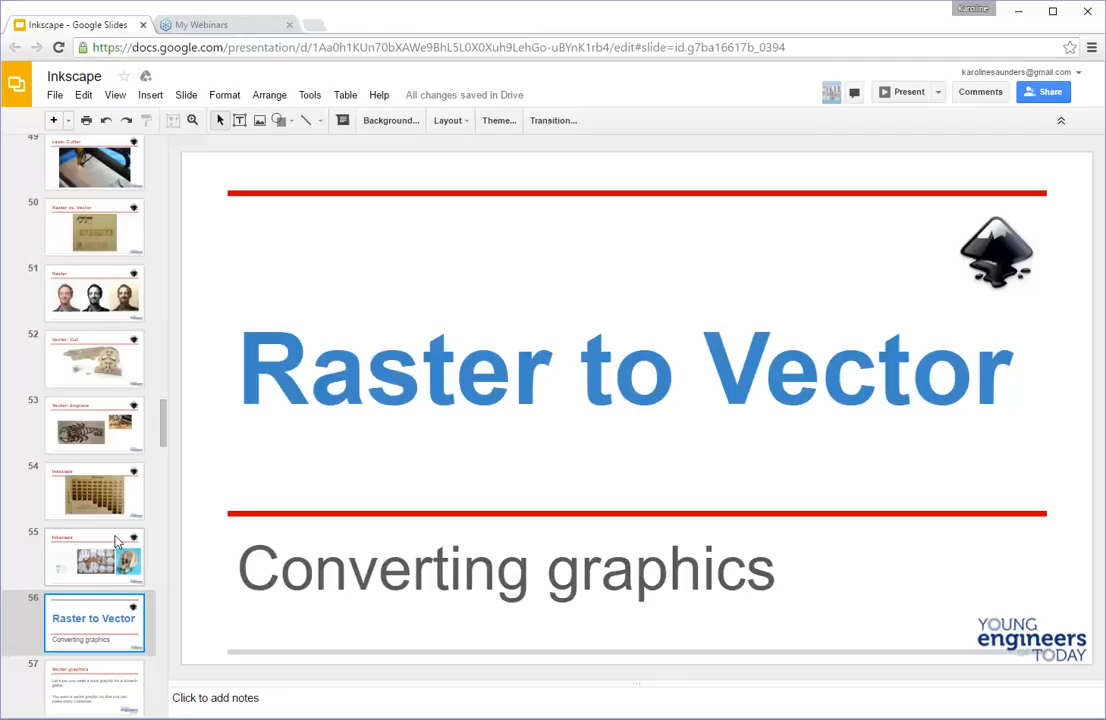 Karoline
Inkscape - Google Slides
My Webinars
https://docs.google.com/presentation/d/1Aa0h1KUn70bXAWe9BhL5L0X0Xuh9LehGo-uBYnK1rb4/edit#slide=id.g7ba16617b_0394
Inkscape
karolinesaunders@gmail.com
File Edit View Insert Slide Format Arrange Tools Table Help All changes saved in Drive
Present Comments Share
Background... Layout Theme... Transition...
49
Laser Cutter
50
Raster vs. Vector
51
Raster
52
Vector: Cut
53
Vector: Engrave
54
Inkscape
55
Inkscape
56
Raster to Vector
Converting graphics
57
Vector graphics
Raster to Vector
Converting graphics
YOUNG
engineers
OF TODAY
Click to add notes